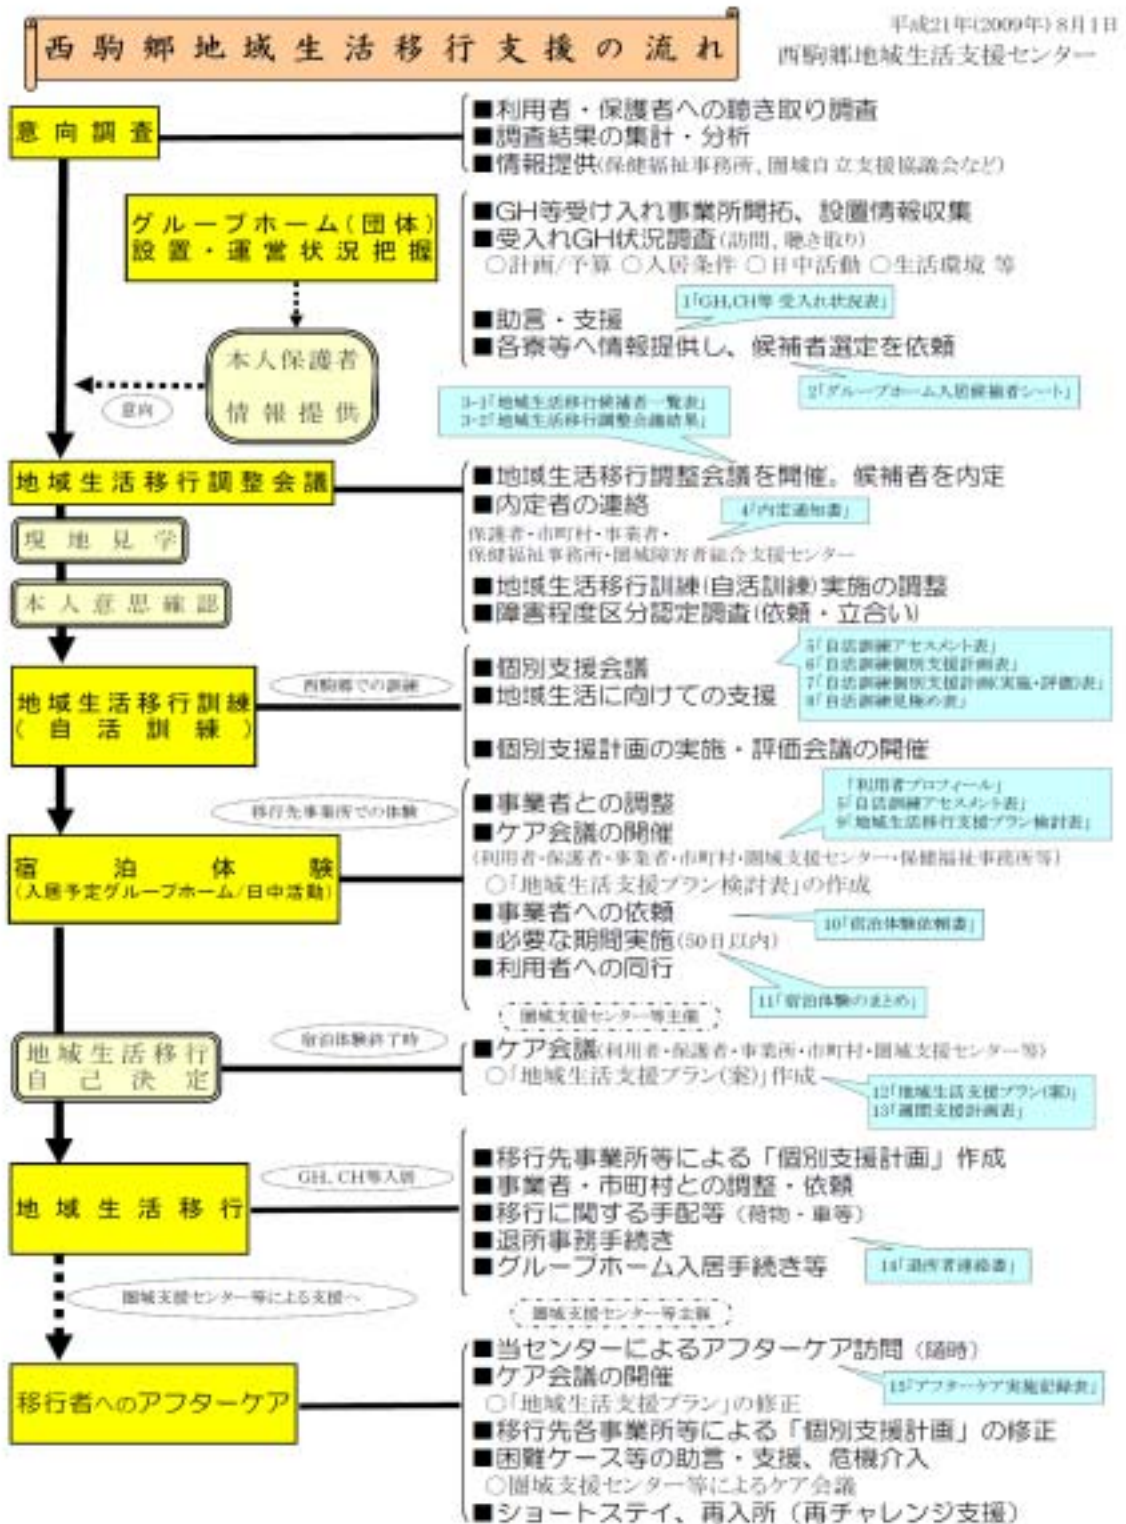 西駒郷地域生活移行支援の流れ
平成21年(2009年)8月1日
西駒郷地域生活支援センター
意向調査
■利用者・保護者への聴き取り調査
■調査結果の集計・分析
■情報提供(保健福祉事務所、圏域自立支援協議会など)
グループホーム(団体)
設置・運営状況把握
■GH等受け入れ事業所開拓、設置情報収集
■受入れGH状況調査(訪問、聴き取り)
○計画/予算 ○入居条件 ○日中活動 ○生活環境 等
1「GH,CH等 受入れ状況表」
■助言・支援
■各寮等へ情報提供し、候補者選定を依頼
2「グループホーム入居候補者シート」
本人保護者
情報提供
意向
3-1「地域生活移行候補者一覧表」
3-2「地域生活移行調整会議結果」
地域生活移行調整会議
■地域生活移行調整会議を開催。候補者を内定
■内定者の連絡
4「内定通知書」
保護者・市町村・事業者・
保健福祉事務所・圏域障害者総合支援センター
■地域生活移行訓練(自活訓練)実施の調整
■障害程度区分認定調査(依頼・立合い)
現地見学
本人意思確認
地域生活移行訓練
(自活訓練)
西駒郷での訓練
■個別支援会議
■地域生活に向けての支援
■個別支援計画の実施・評価会議の開催
5「自活訓練アセスメント表」
6「自活訓練個別支援計画表」
7「自活訓練個別支援計画(実施・評価)表」
8「自活訓練見極め表」
移行先事業所での体験
宿泊体験
(入居予定グループホーム/日中活動)
■事業者との調整
■ケア会議の開催
(利用者・保護者・事業者・市町村・圏域支援センター・保健福祉事務所等)
○「地域生活支援プラン検討表」の作成
■事業者への依頼
■必要な期間実施(50日以内)
■利用者への同行
「利用者プロフィール」
5「自活訓練アセスメント表」
9「地域生活移行支援プラン検討表」
10「宿泊体験依頼書」
11「宿泊体験のまとめ」
圏域支援センター等主催
地域生活移行
自己決定
宿泊体験終了時
■ケア会議(利用者・保護者・事業所・市町村・圏域支援センター等)
○「地域生活支援プラン(案)」作成
12「地域生活支援プラン(案)」
13「週間支援計画表」
地域生活移行
GH、CH等入居
■移行先事業所等による「個別支援計画」作成
■事業者・市町村との調整・依頼
■移行に関する手配等(荷物・車等)
■退所事務手続き
■グループホーム入居手続き等
14「退所者連絡書」
圏域支援センター等による支援へ
圏域支援センター等主催
移行者へのアフターケア
■当センターによるアフターケア訪問(随時)
■ケア会議の開催
○「地域生活支援プラン」の修正
■移行先各事業所等による「個別支援計画」の修正
■困難ケース等の助言・支援、危機介入
○圏域支援センター等によるケア会議
■ショートステイ、再入所(再チャレンジ支援)
15「アフターケア実施記録表」